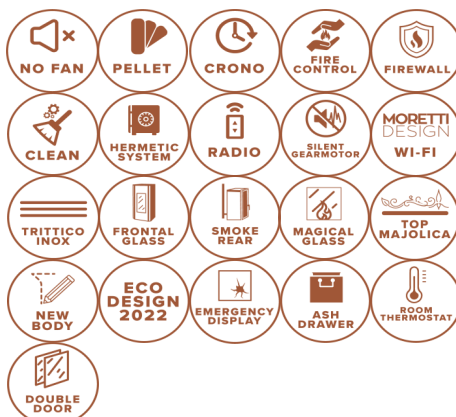 NO FAN
PELLET
CRONO
FIRE
CONTROL
FIREWALL
CLEAN
HERMETIC
SYSTEM
RADIO
SILENT
GEARMOTOR
MORETTI
DESIGN
WI-FI
TRITTICO
INOX
FRONTAL
GLASS
SMOKE
REAR
MAGICAL
GLASS
TOP
MAJOLICA
NEW
BODY
ECO
DESIGN
2022
EMERGENCY
DISPLAY
ASH
DRAWER
ROOM
THERMOSTAT
DOUBLE
DOOR